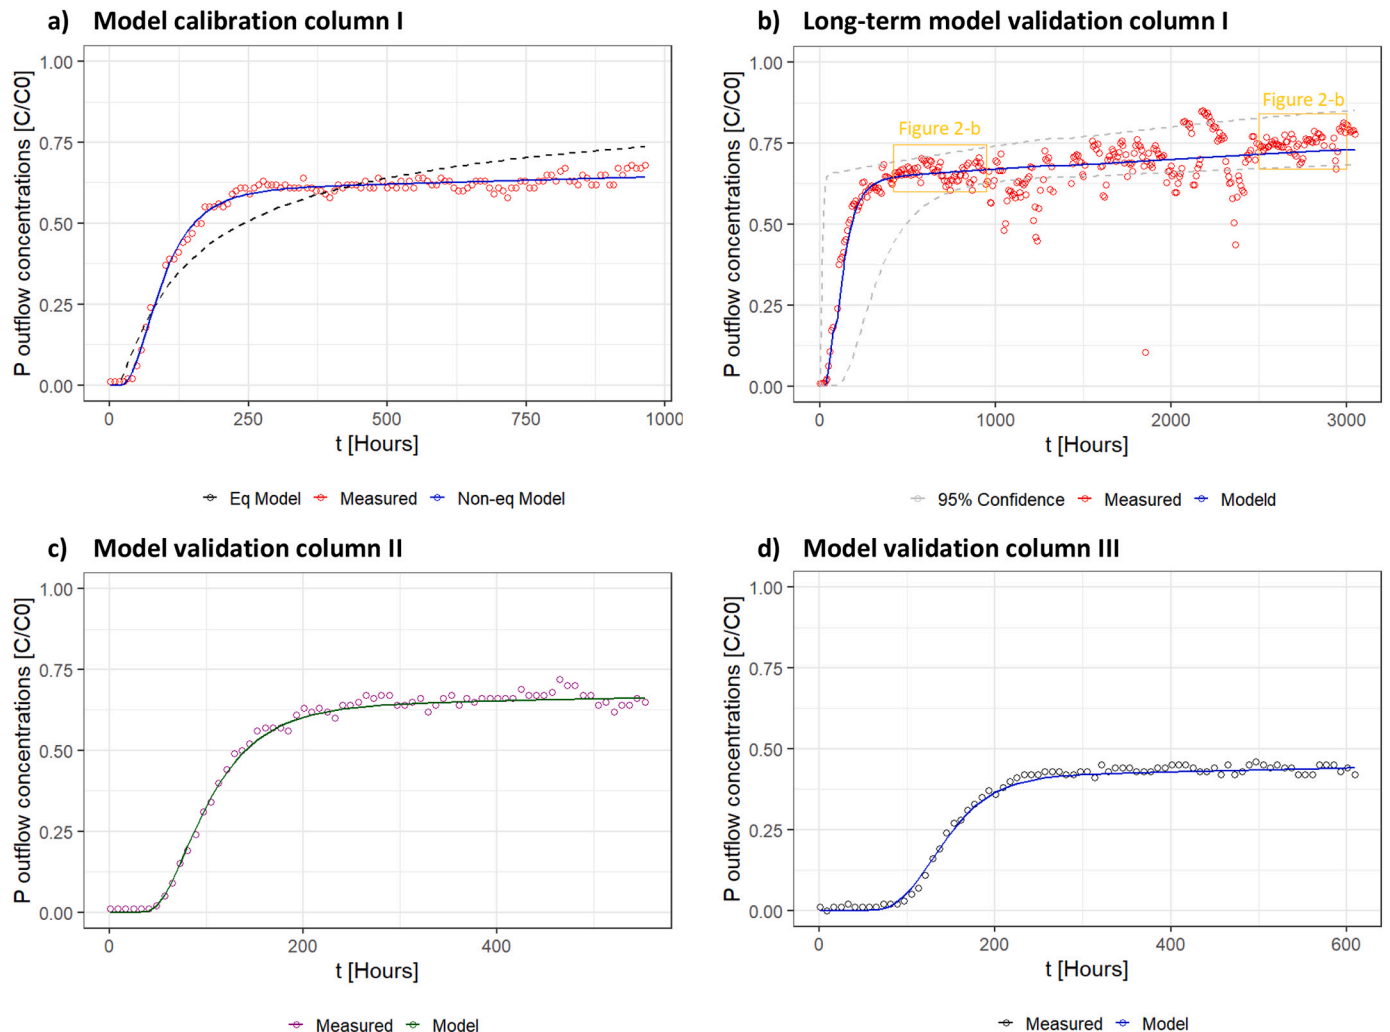 a) Model calibration column I
P outflow concentrations [C/C0]
1.00
0.75
0.50
0.25
0.00
0 250 500 750 1000
t [Hours]
Eq Model Measured Non-eq Model
b) Long-term model validation column I
P outflow concentrations [C/C0]
1.00
0.75
0.50
0.25
0.00
Figure 2-b
Figure 2-b
0 1000 2000 3000
t [Hours]
95% Confidence Measured Modeld
c) Model validation column II
P outflow concentrations [C/C0]
1.00
0.75
0.50
0.25
0.00
0 200 400
t [Hours]
Measured Model
d) Model validation column III
P outflow concentrations [C/C0]
1.00
0.75
0.50
0.25
0.00
0 200 400 600
t [Hours]
Measured Model